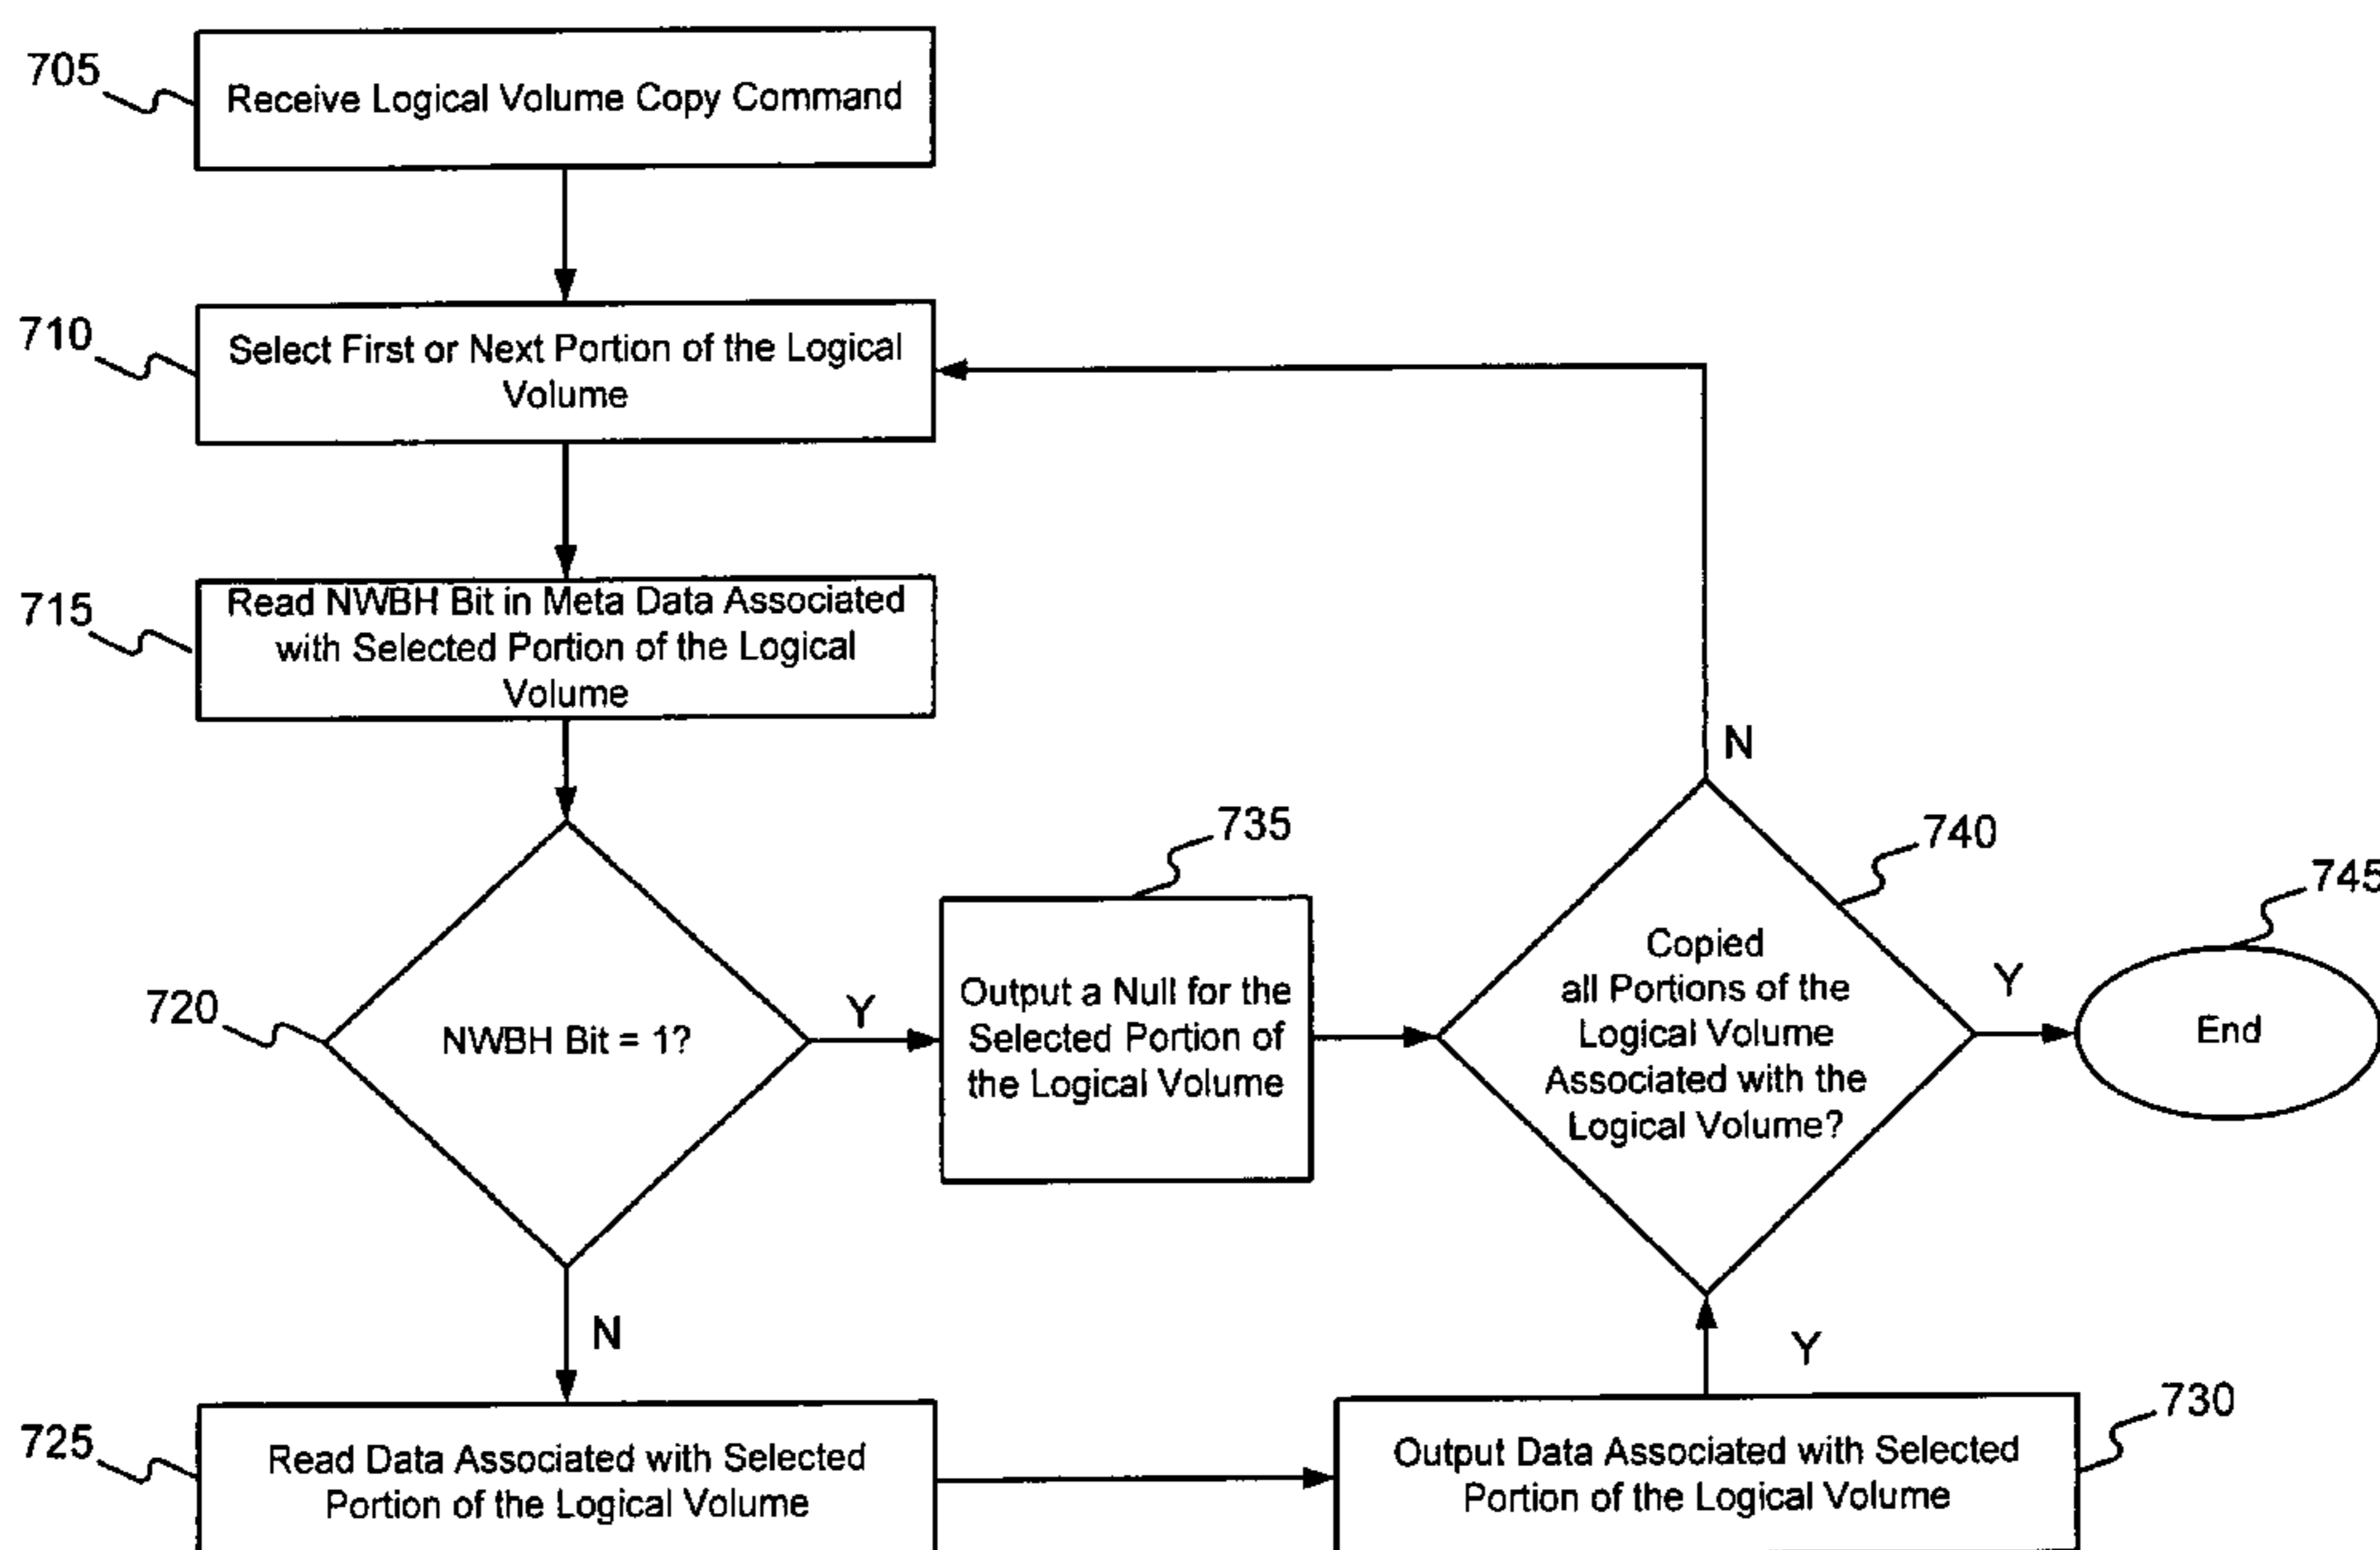 705
Receive Logical Volume Copy Command
710
Select First or Next Portion of the Logical
Volume
715
Read NWBH Bit in Meta Data Associated
with Selected Portion of the Logical
Volume
N
735
740
745
720
NWBH Bit = 1?
Y
Output a Null for the
Selected Portion of
the Logical Volume
Copied
all Portions of the
Logical Volume
Associated with the
Logical Volume?
Y
End
N
Y
725
Read Data Associated with Selected
Portion of the Logical Volume
Output Data Associated with Selected
Portion of the Logical Volume
730